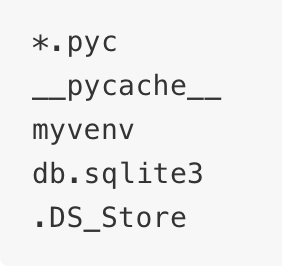 *.pyc
__pycache__
myvenv
db.sqlite3
.DS_Store